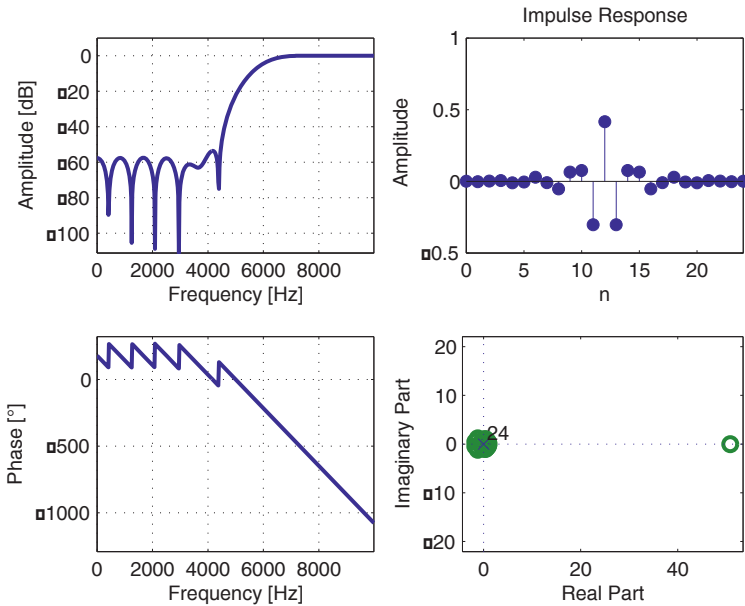 Impulse Response
0
▯20
▯40
▯60
▯80
▯100
Amplitude [dB]
0 2000 4000 6000 8000
Frequency [Hz]
1
0.5
0
▯0.5
Amplitude
0 5 10 15 20
n
0
▯500
▯1000
Phase [°]
0 2000 4000 6000 8000
Frequency [Hz]
20
10
0
▯10
▯20
Imaginary Part
24
0 20 40
Real Part